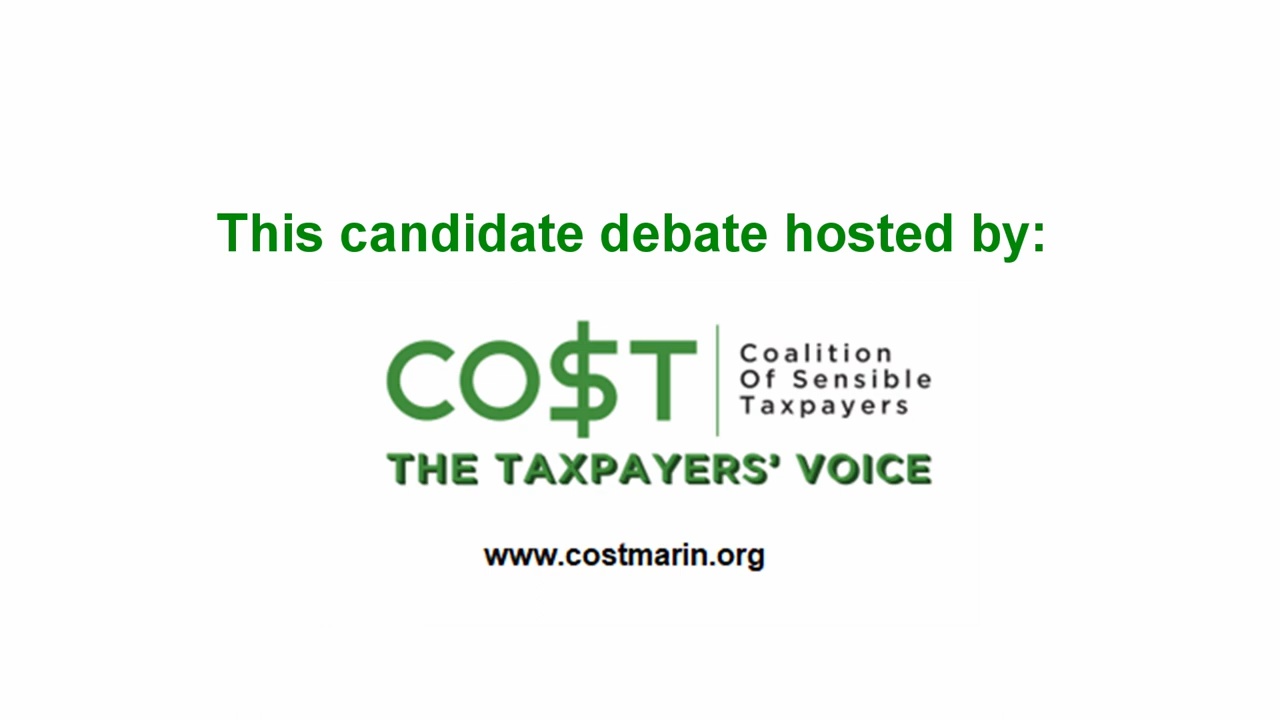 This candidate debate hosted by:
CO$T
Coalition
Of Sensible
Taxpayers
THE TAXPAYERS' VOICE
www.costmarin.org